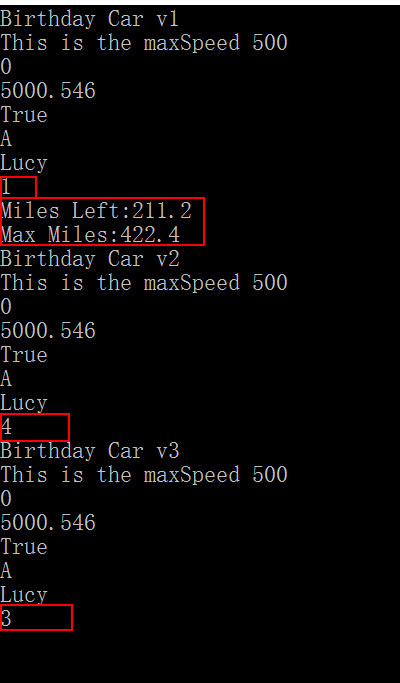 Birthday Car v1
This is the maxSpeed 500
0
5000.546
True
A
Lucy
1
Miles Left:211.2
Max Miles:422.4
Birthday Car v2
This is the maxSpeed 500
0
5000.546
True
A
Lucy
4
Birthday Car v3
This is the maxSpeed 500
0
5000.546
True
A
Lucy
3